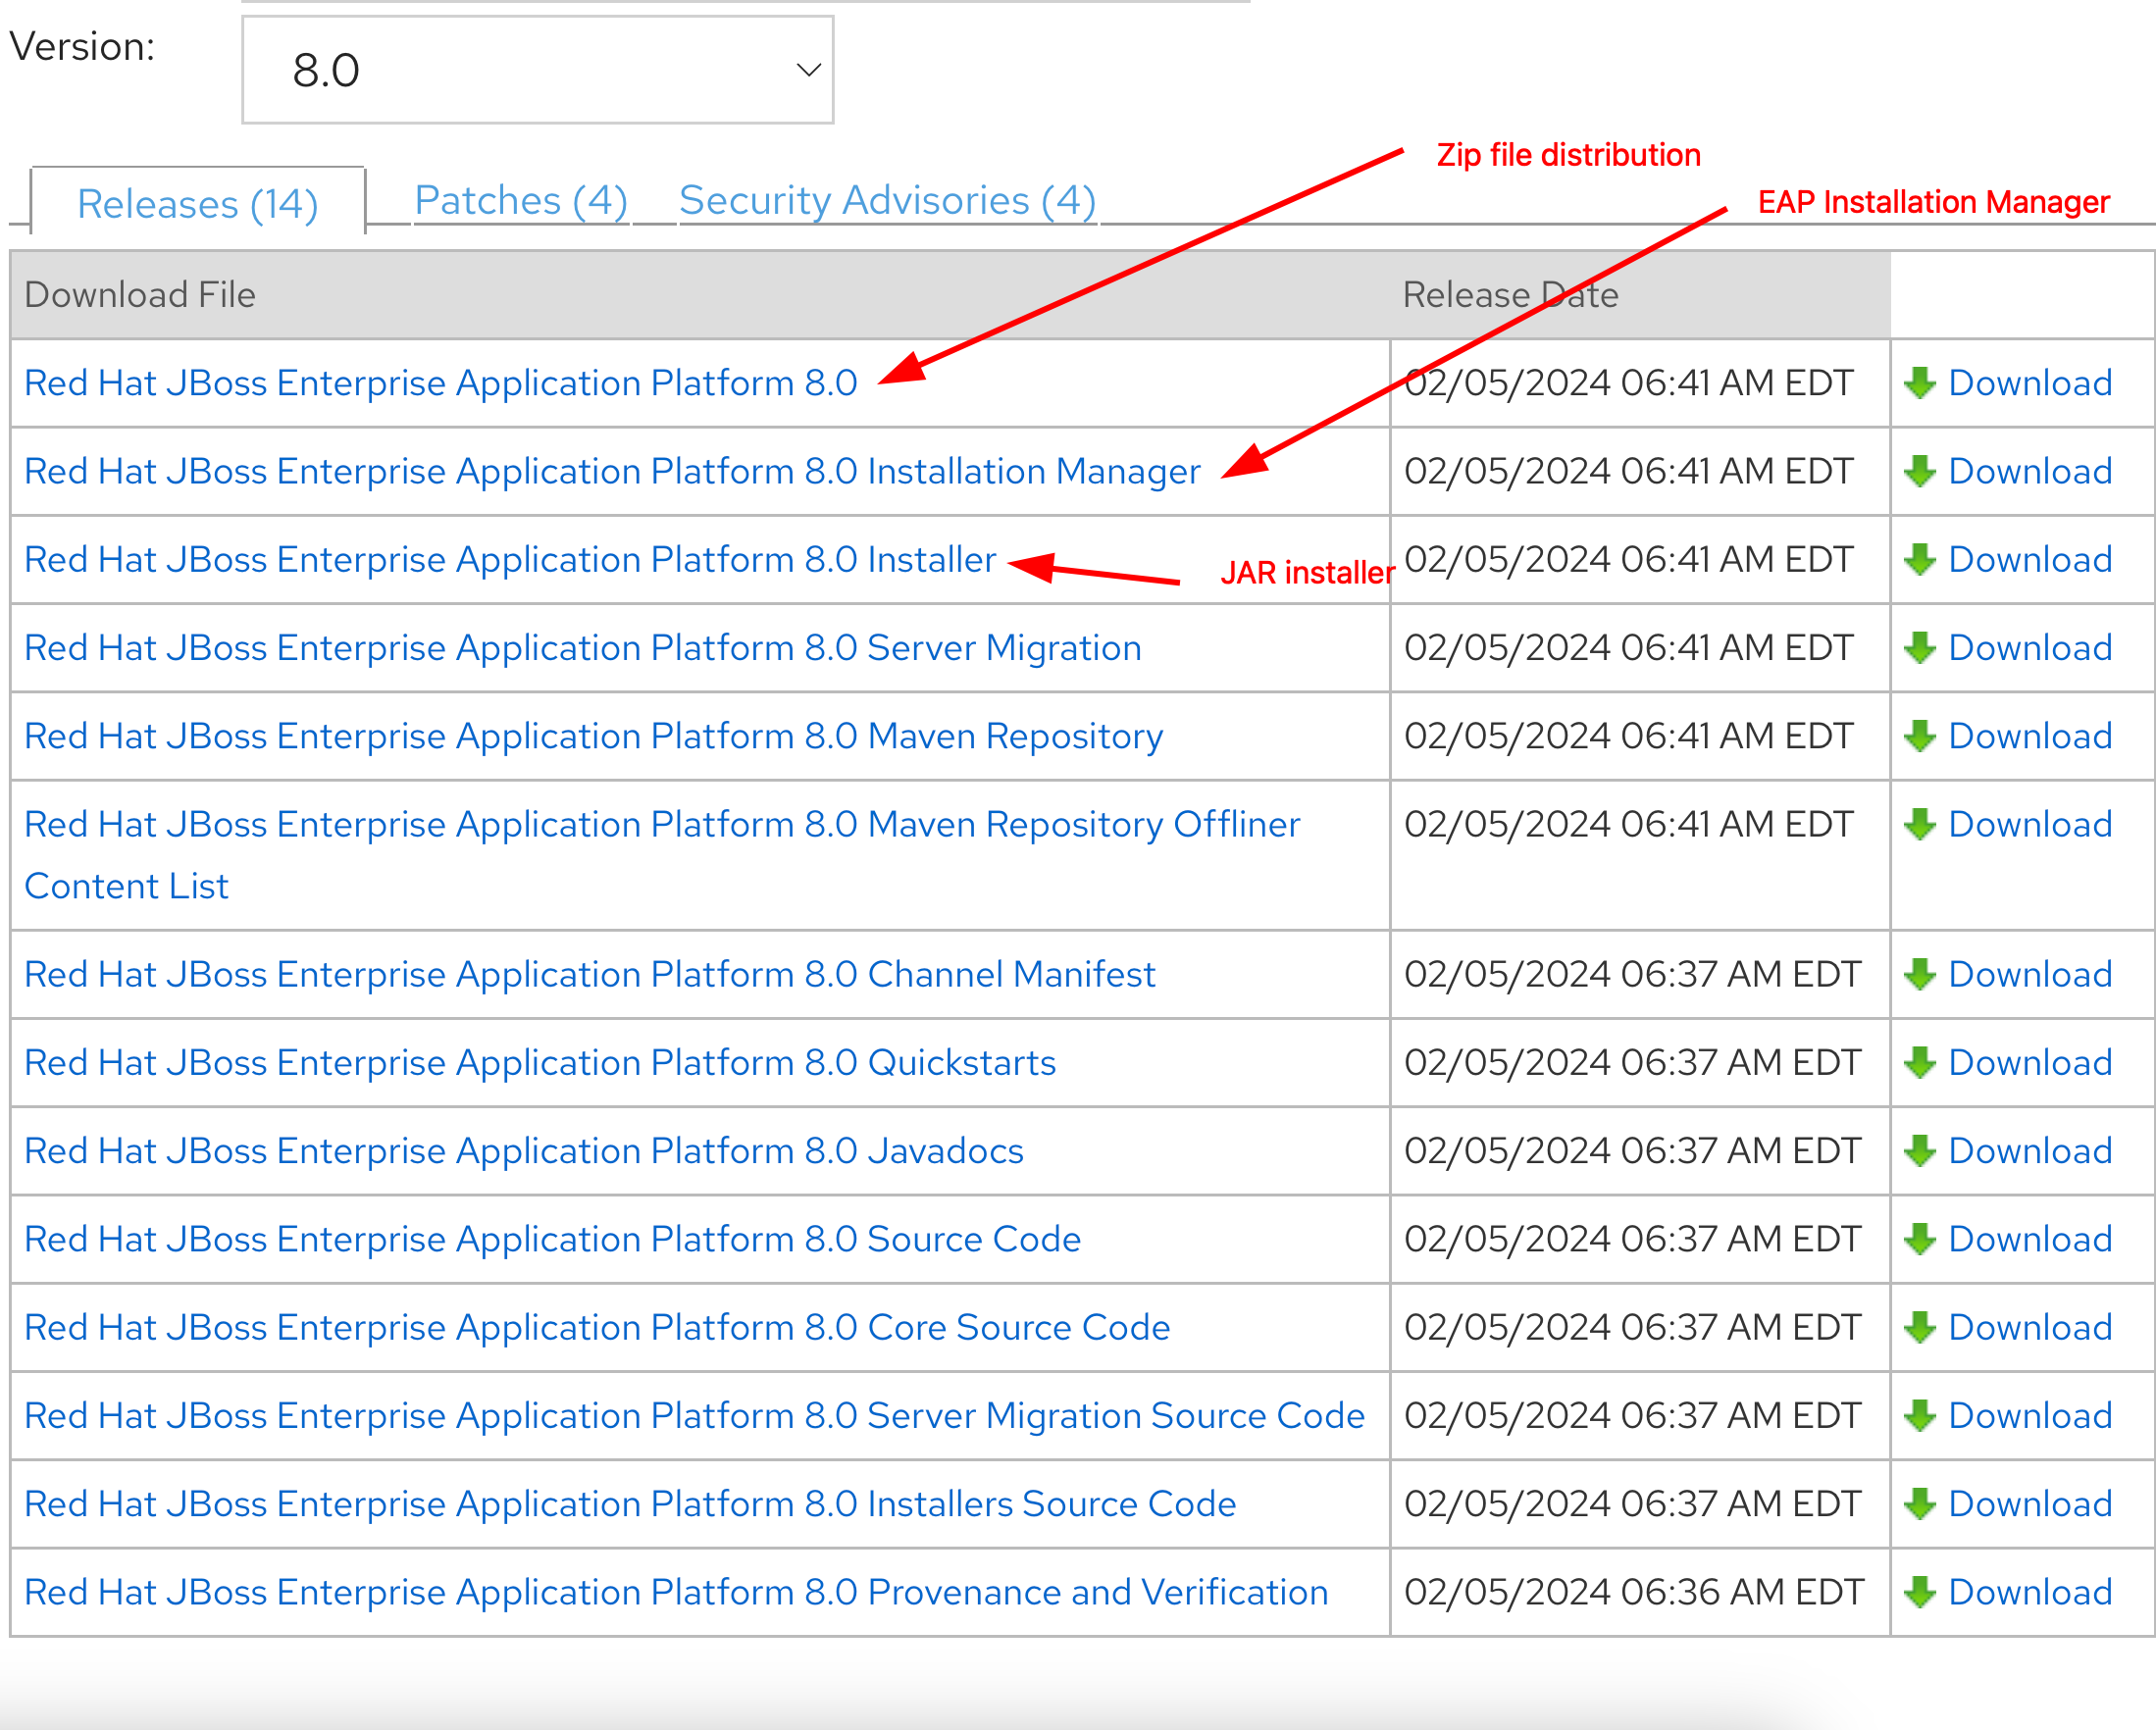 Version:
8.0
Zip file distribution
EAP Installation Manager
Releases (14)
Patches (4)
Security Advisories (4)
Download File
Release Date
Red Hat JBoss Enterprise Application Platform 8.0
02/05/2024 06:41 AM EDT
Download
Red Hat JBoss Enterprise Application Platform 8.0 Installation Manager
02/05/2024 06:41 AM EDT
Download
Red Hat JBoss Enterprise Application Platform 8.0 Installer
JAR installer
02/05/2024 06:41 AM EDT
Download
Red Hat JBoss Enterprise Application Platform 8.0 Server Migration
02/05/2024 06:41 AM EDT
Download
Red Hat JBoss Enterprise Application Platform 8.0 Maven Repository
02/05/2024 06:41 AM EDT
Download
Red Hat JBoss Enterprise Application Platform 8.0 Maven Repository Offliner
Content List
02/05/2024 06:41 AM EDT
Download
Red Hat JBoss Enterprise Application Platform 8.0 Channel Manifest
02/05/2024 06:37 AM EDT
Download
Red Hat JBoss Enterprise Application Platform 8.0 Quickstarts
02/05/2024 06:37 AM EDT
Download
Red Hat JBoss Enterprise Application Platform 8.0 Javadocs
02/05/2024 06:37 AM EDT
Download
Red Hat JBoss Enterprise Application Platform 8.0 Source Code
02/05/2024 06:37 AM EDT
Download
Red Hat JBoss Enterprise Application Platform 8.0 Core Source Code
02/05/2024 06:37 AM EDT
Download
Red Hat JBoss Enterprise Application Platform 8.0 Server Migration Source Code
02/05/2024 06:37 AM EDT
Download
Red Hat JBoss Enterprise Application Platform 8.0 Installers Source Code
02/05/2024 06:37 AM EDT
Download
Red Hat JBoss Enterprise Application Platform 8.0 Provenance and Verification
02/05/2024 06:36 AM EDT
Download